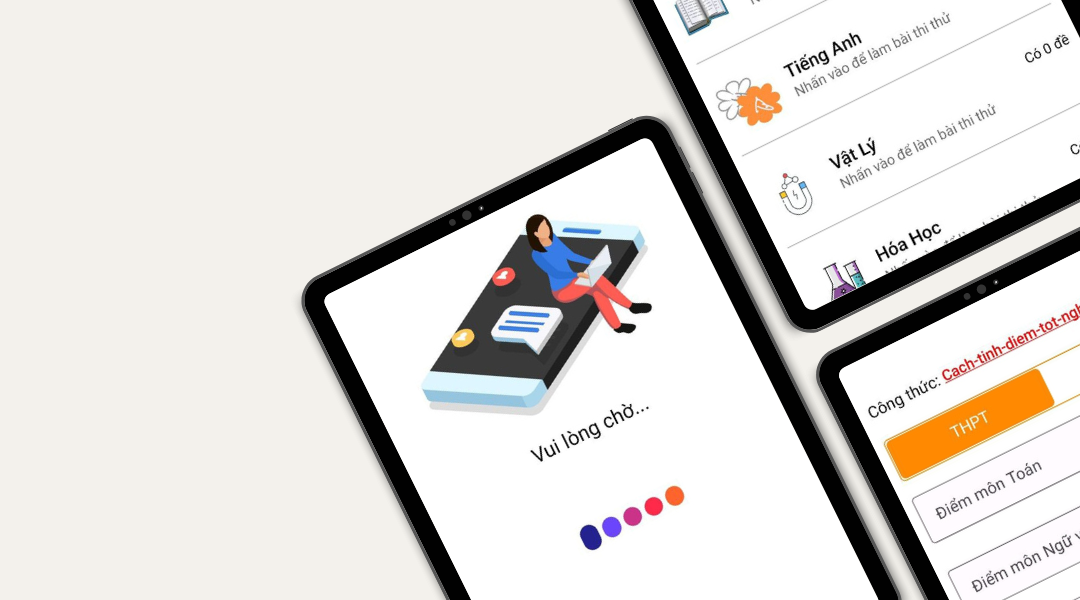 Tiếng Anh
Nhấn vào để làm bài thi thử
Có 0 đề
Vật Lý
Nhấn vào để làm bài thi thử
Hóa Học
Vui lòng chờ...
Công thức: Cach-tinh-diem-tot-ngh
THPT
Điểm môn Toán
Điểm môn Ngữ v